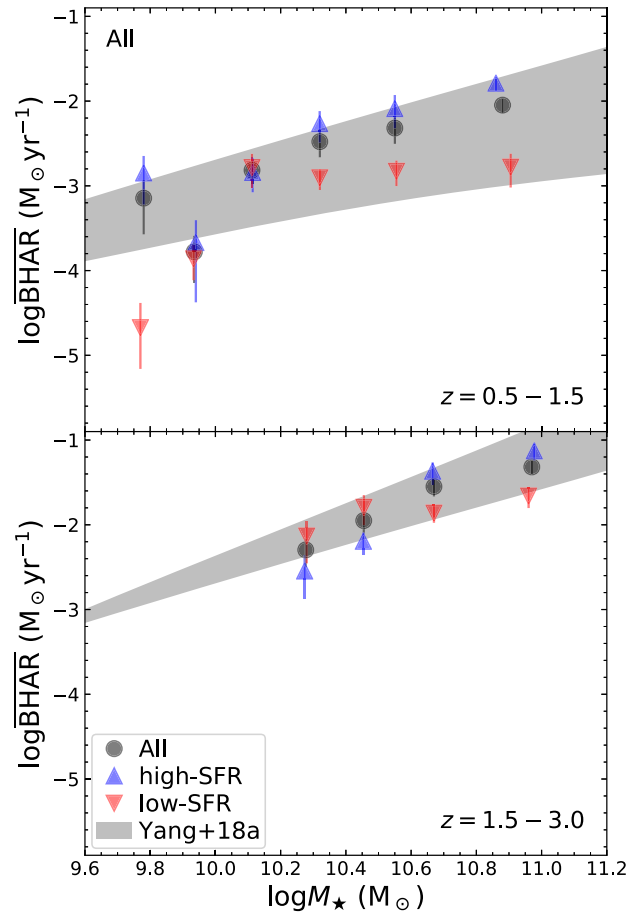 All
−1
−2
−3
−4
−5
log BHAR (M⊙ yr−1)
z = 0.5 − 1.5
−1
−2
−3
−4
−5
log BHAR (M⊙ yr−1)
All
high-SFR
low-SFR
Yang+18a
z = 1.5 − 3.0
9.6 9.8 10.0 10.2 10.4 10.6 10.8 11.0 11.2
log M★ (M⊙)